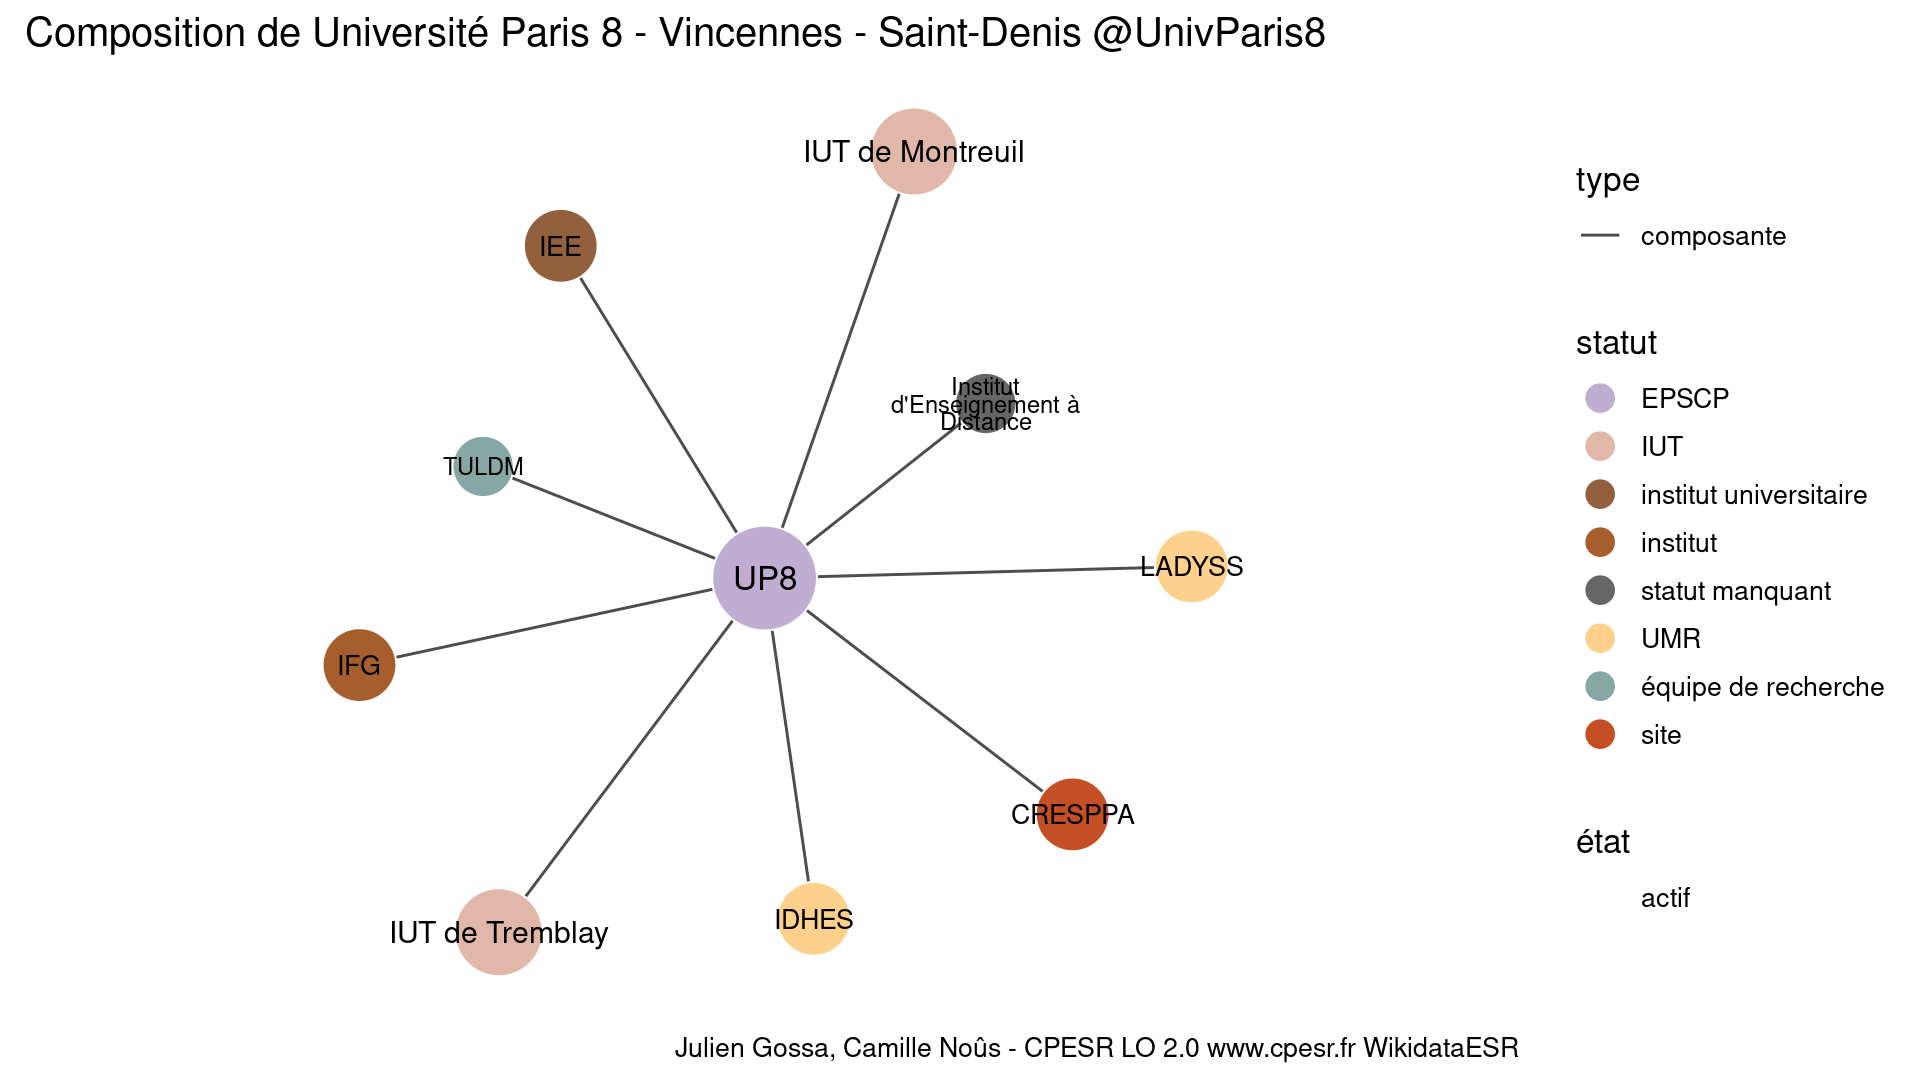 Composition de Université Paris 8 - Vincennes - Saint-Denis @UnivParis8
IUT de Montreuil
IEE
Institut
d'Enseignement à
Distance
TULDM
LADYSS
UP8
IFG
CRESPPA
IDHES
IUT de Tremblay
type
composante
statut
EPSCP
IUT
institut universitaire
institut
statut manquant
UMR
équipe de recherche
site
état
actif
Julien Gossa, Camille Noûs - CPESR LO 2.0 www.cpesr.fr WikidataESR